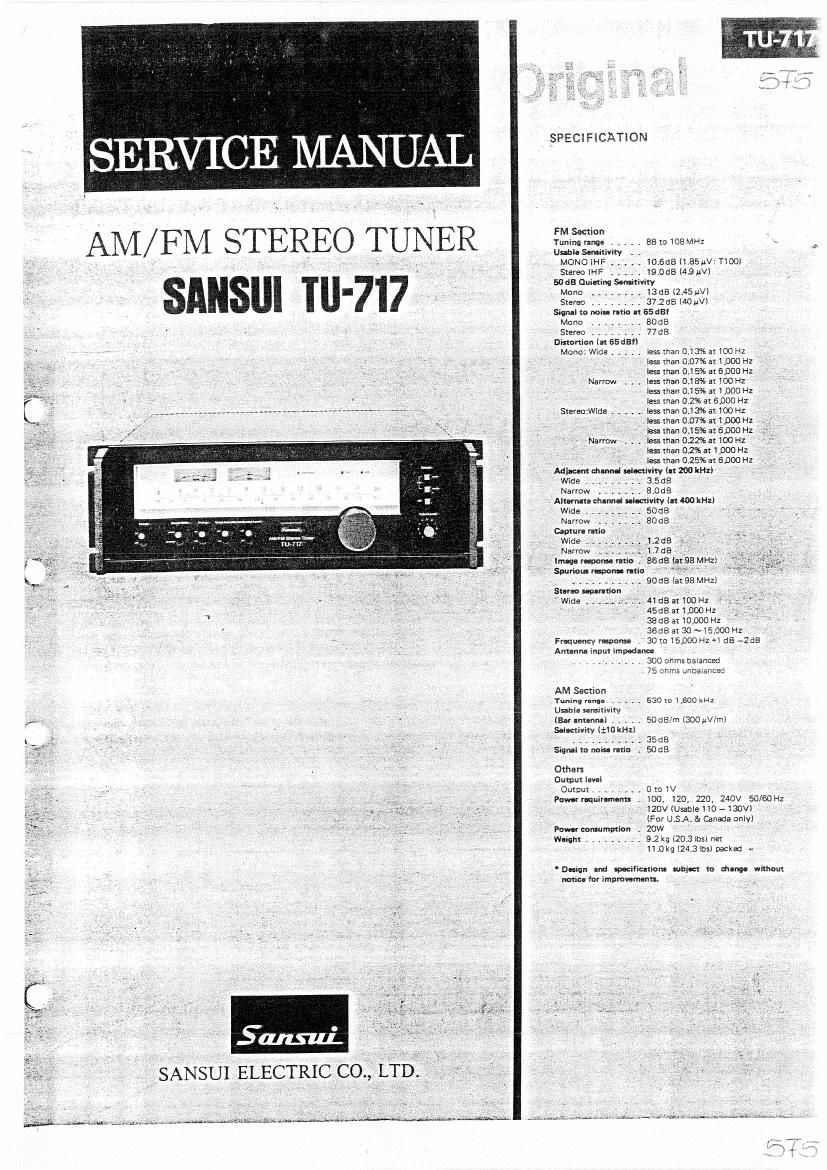 SERVICE MANUAL
AM/FM STEREO TUNER
SANSUI TU-717
Sansui
AM/FM Stereo Tuner
TU-717
Sansui
SANSUI ELECTRIC CO., LTD.
TU-717
575
Original
SPECIFICATION
FM Section
Tuning range . . . . . 88 to 108 MHz
Usable Sensitivity . .
MONO IHF . . . . . 10.6 dB (1.85 µV: T100)
Stereo IHF . . . . . 19.0 dB (4.9 µV)
50 dB Quieting Sensitivity
Mono . . . . . . . . 13 dB (2.45 µV)
Stereo . . . . . . . . 37.2 dB (40 µV)
Signal to noise ratio at 65 dBf
Mono . . . . . . . . 80 dB
Stereo . . . . . . . . 77 dB
Distortion (at 65 dBf)
Mono: Wide . . . . . less than 0.13% at 100 Hz
less than 0.07% at 1,000 Hz
less than 0.15% at 6,000 Hz
Narrow . . . less than 0.18% at 100 Hz
less than 0.15% at 1,000 Hz
less than 0.2% at 6,000 Hz
Stereo: Wide . . . . . less than 0.13% at 100 Hz
less than 0.07% at 1,000 Hz
less than 0.15% at 6,000 Hz
Narrow . . . less than 0.22% at 100 Hz
less than 0.2% at 1,000 Hz
less than 0.25% at 6,000 Hz
Adjacent channel selectivity (at 200 kHz)
Wide . . . . . . . . . 3.5 dB
Narrow . . . . . . . 8.0 dB
Alternate channel selectivity (at 400 kHz)
Wide . . . . . . . . . 50 dB
Narrow . . . . . . . 80 dB
Capture ratio
Wide . . . . . . . . . 1.2 dB
Narrow . . . . . . . 1.7 dB
Image response ratio . 86 dB (at 98 MHz)
Spurious response ratio
. . . . . . . . . . . 90 dB (at 98 MHz)
Stereo separation
Wide . . . . . . . . . 41 dB at 100 Hz
45 dB at 1,000 Hz
38 dB at 10,000 Hz
36 dB at 30 ~ 15,000 Hz
Frequency response . 30 to 15,000 Hz +1 dB −2 dB
Antenna input impedance
. . . . . . . . . . . 300 ohms balanced
75 ohms unbalanced
AM Section
Tuning range . . . . . 530 to 1,600 kHz
Usable sensitivity
(Bar antenna) . . . . . 50 dB/m (300 µV/m)
Selectivity (±10 kHz)
. . . . . . . . . . . 35 dB
Signal to noise ratio . 50 dB
Others
Output level
Output . . . . . . . . 0 to 1V
Power requirements . 100, 120, 220, 240V 50/60 Hz
120V (Usable 110 – 130V)
(For U.S.A. & Canada only)
Power consumption . 20W
Weight . . . . . . . . . 9.2 kg (20.3 lbs) net
11.0 kg (24.3 lbs) packed
* Design and specifications subject to change without
notice for improvements.
575